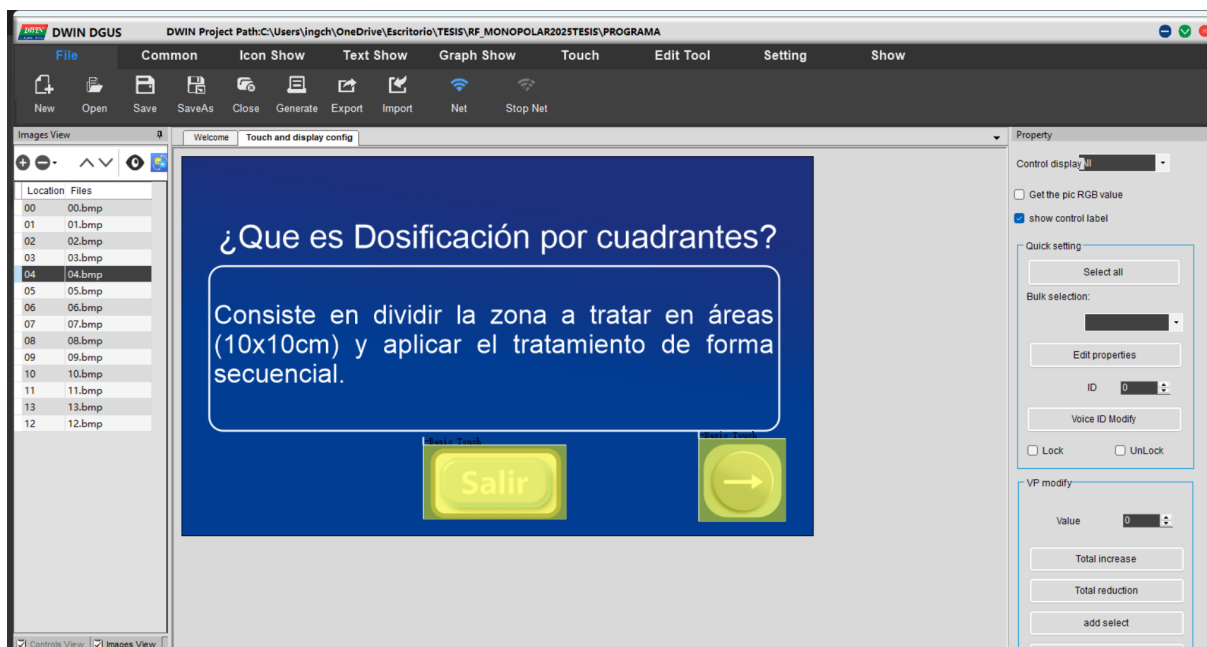 DWIN DGUS DWIN Project Path:C:\Users\ingch\OneDrive\Escritorio\TESIS\RF_MONOPOLAR2025TESIS\PROGRAMA
File Common Icon Show Text Show Graph Show Touch Edit Tool Setting Show
New Open Save SaveAs Close Generate Export Import Net Stop Net
Images View
Welcome Touch and display config
Property
Location Files
00 00.bmp
01 01.bmp
02 02.bmp
03 03.bmp
04 04.bmp
05 05.bmp
06 06.bmp
07 07.bmp
08 08.bmp
09 09.bmp
10 10.bmp
11 11.bmp
13 13.bmp
12 12.bmp
Controls View Images View
¿Que es Dosificación por cuadrantes?
Consiste en dividir la zona a tratar en áreas
(10x10cm) y aplicar el tratamiento de forma
secuencial.
Basic Touch
Salir
Basic Touch
Control display
Get the pic RGB value
show control label
Quick setting
Select all
Bulk selection:
Edit properties
ID 0
Voice ID Modify
Lock UnLock
VP modify
Value 0
Total increase
Total reduction
add select